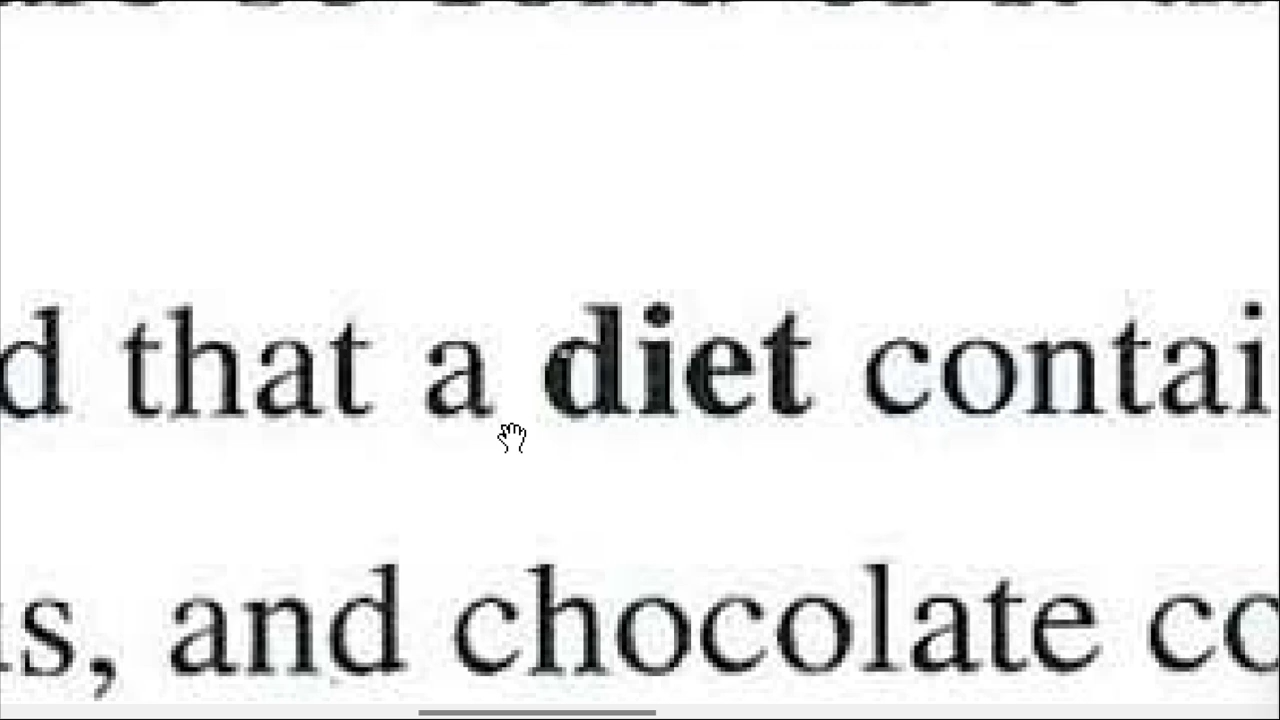 d that a diet contai
s, and chocolate co